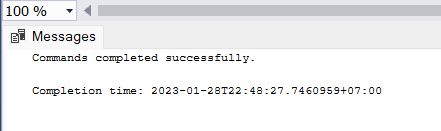 100 %
Messages
Commands completed successfully.
Completion time: 2023-01-28T22:48:27.7460959+07:00